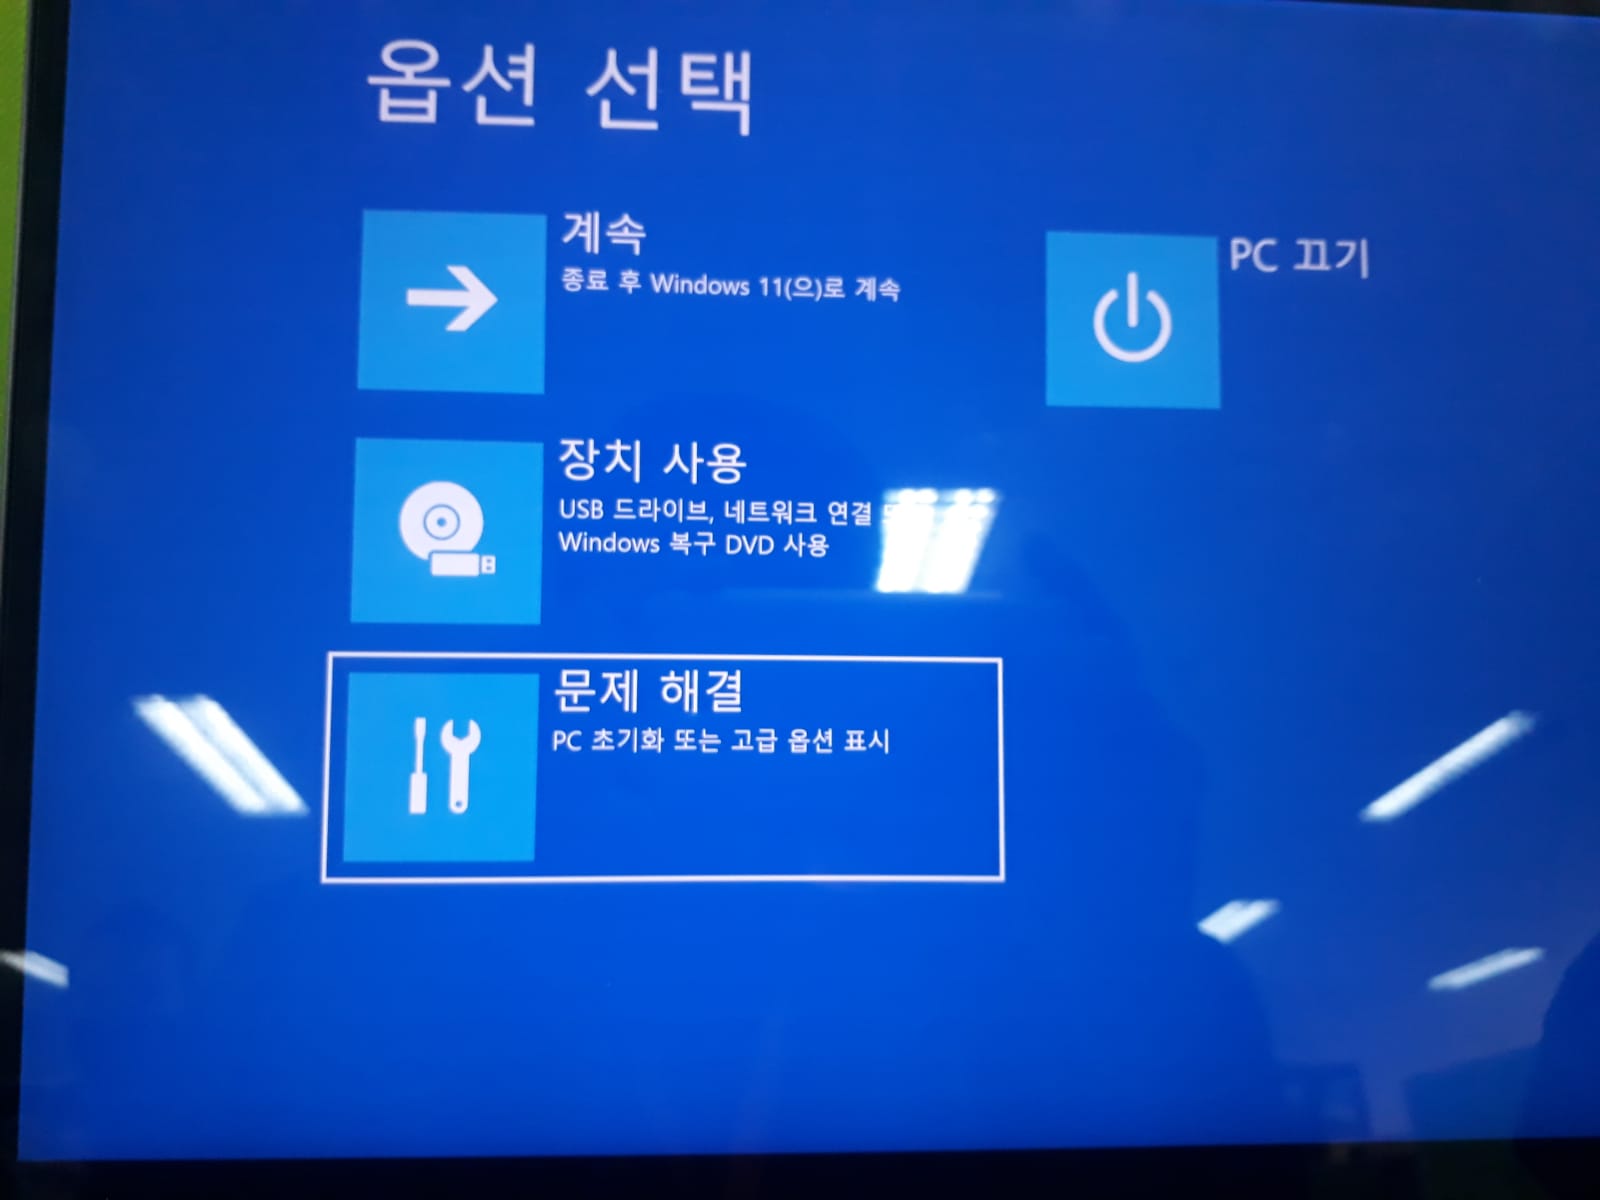 옵션 선택
계속
종료 후 Windows 11(으)로 계속
PC 끄기
장치 사용
USB 드라이브, 네트워크 연결
Windows 복구 DVD 사용
문제 해결
PC 초기화 또는 고급 옵션 표시